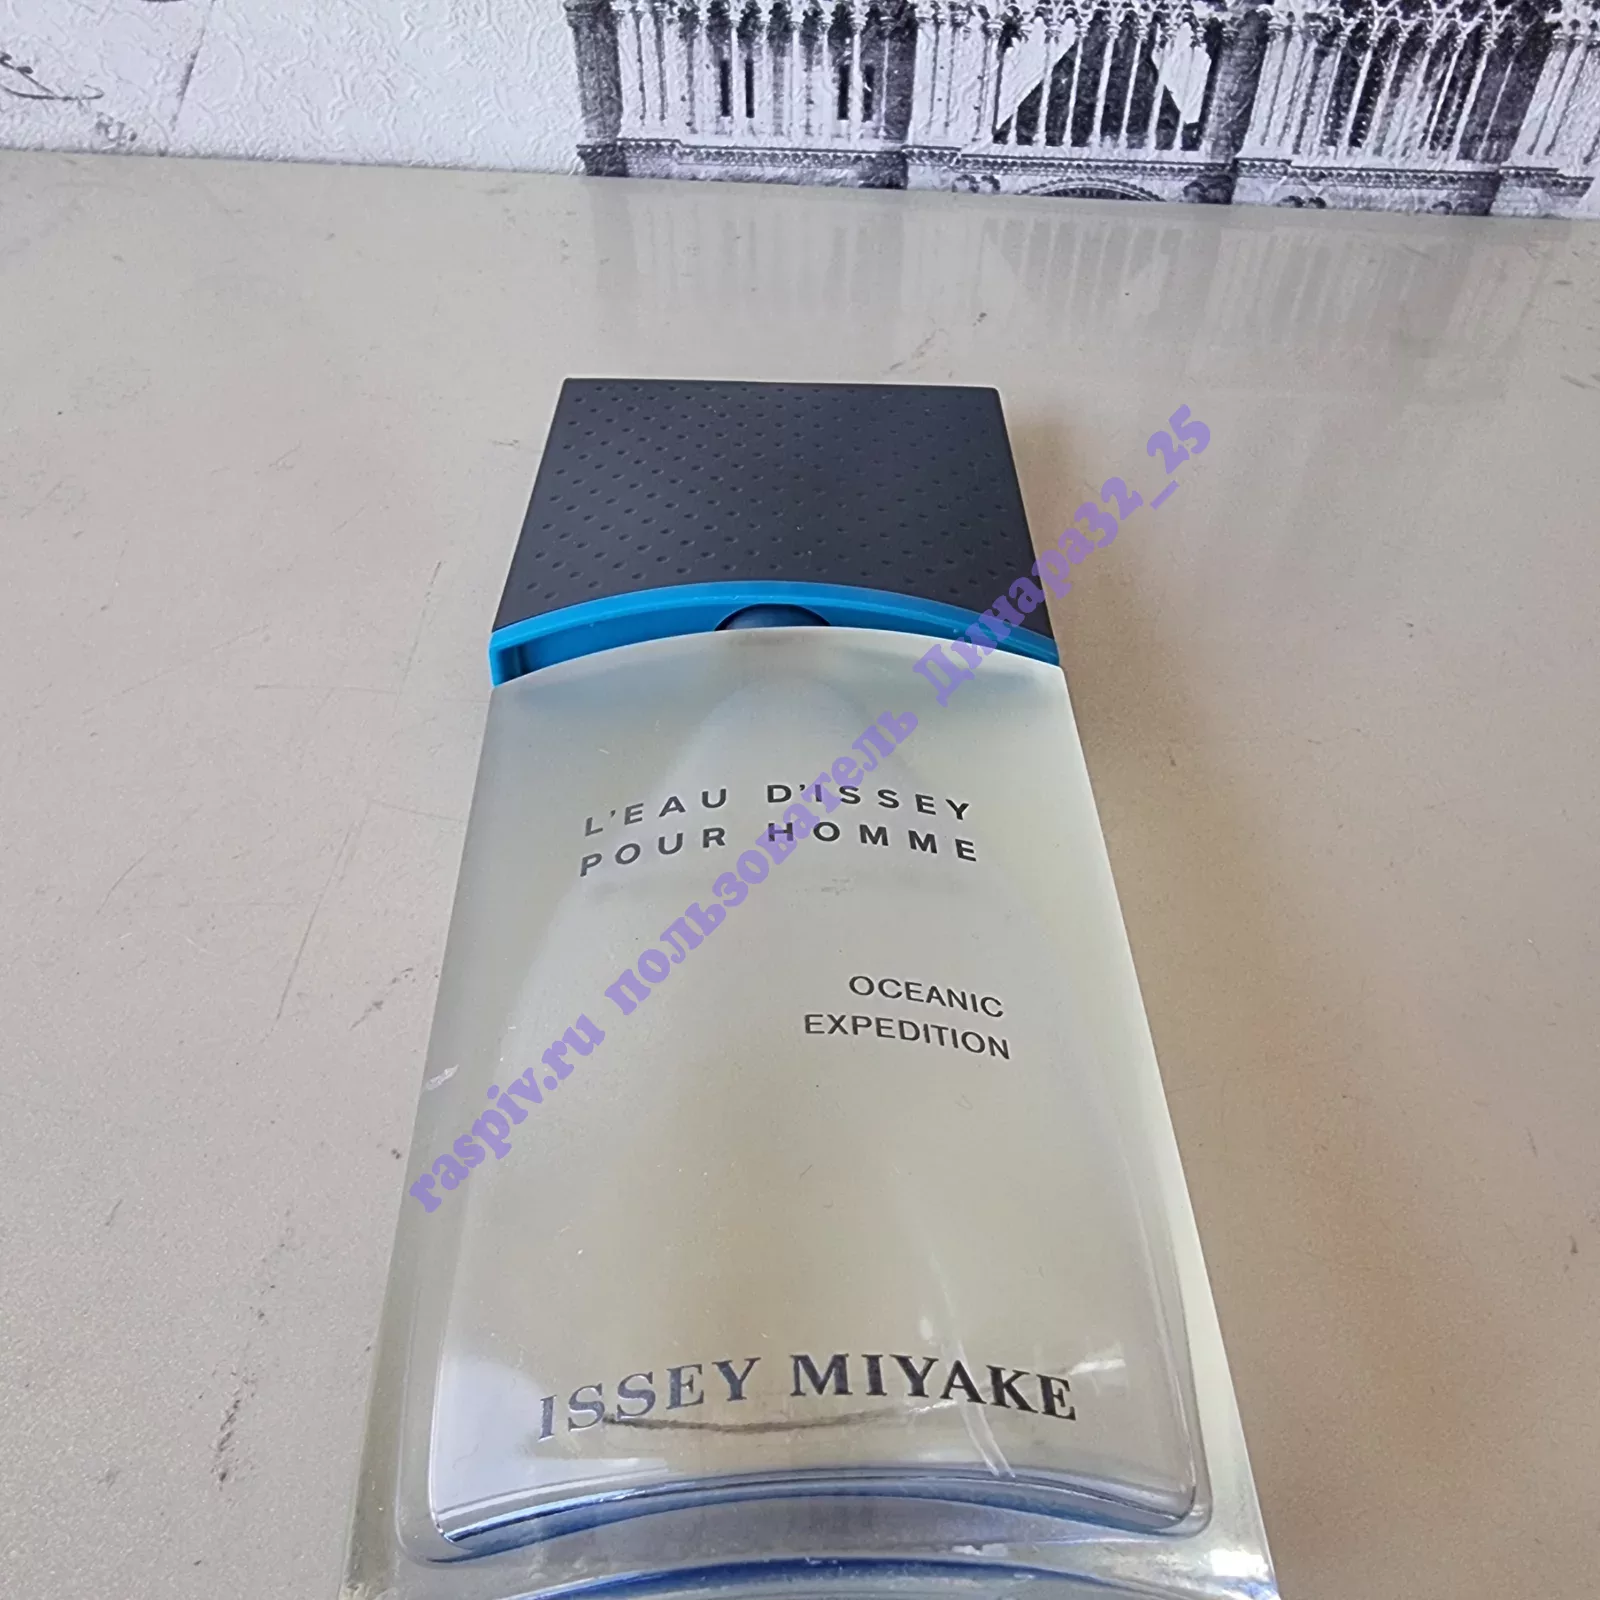 L'EAU D'ISSEY
POUR HOMME
OCEANIC
EXPEDITION
ISSEY MIYAKE
raspiv.ru пользователь Динара32_25